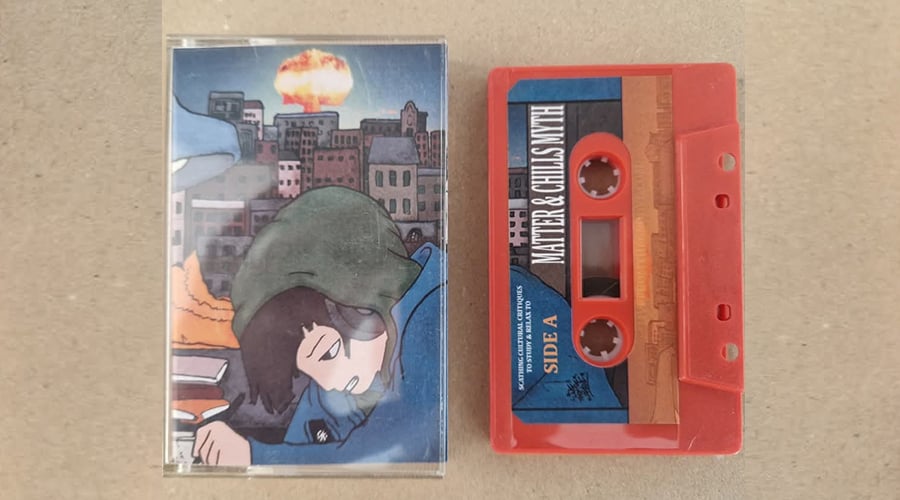 MATTER & CHILLS MYTH
SCATHING CULTURAL CRITIQUES
TO STUDY & RELAX TO
SIDE A